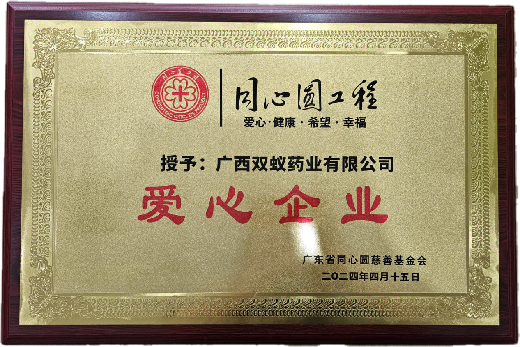 同心圆工程
爱心·健康·希望·幸福
授予：广西双蚁药业有限公司
爱心企业
广东省同心圆慈善基金会
二〇二四年四月十五日